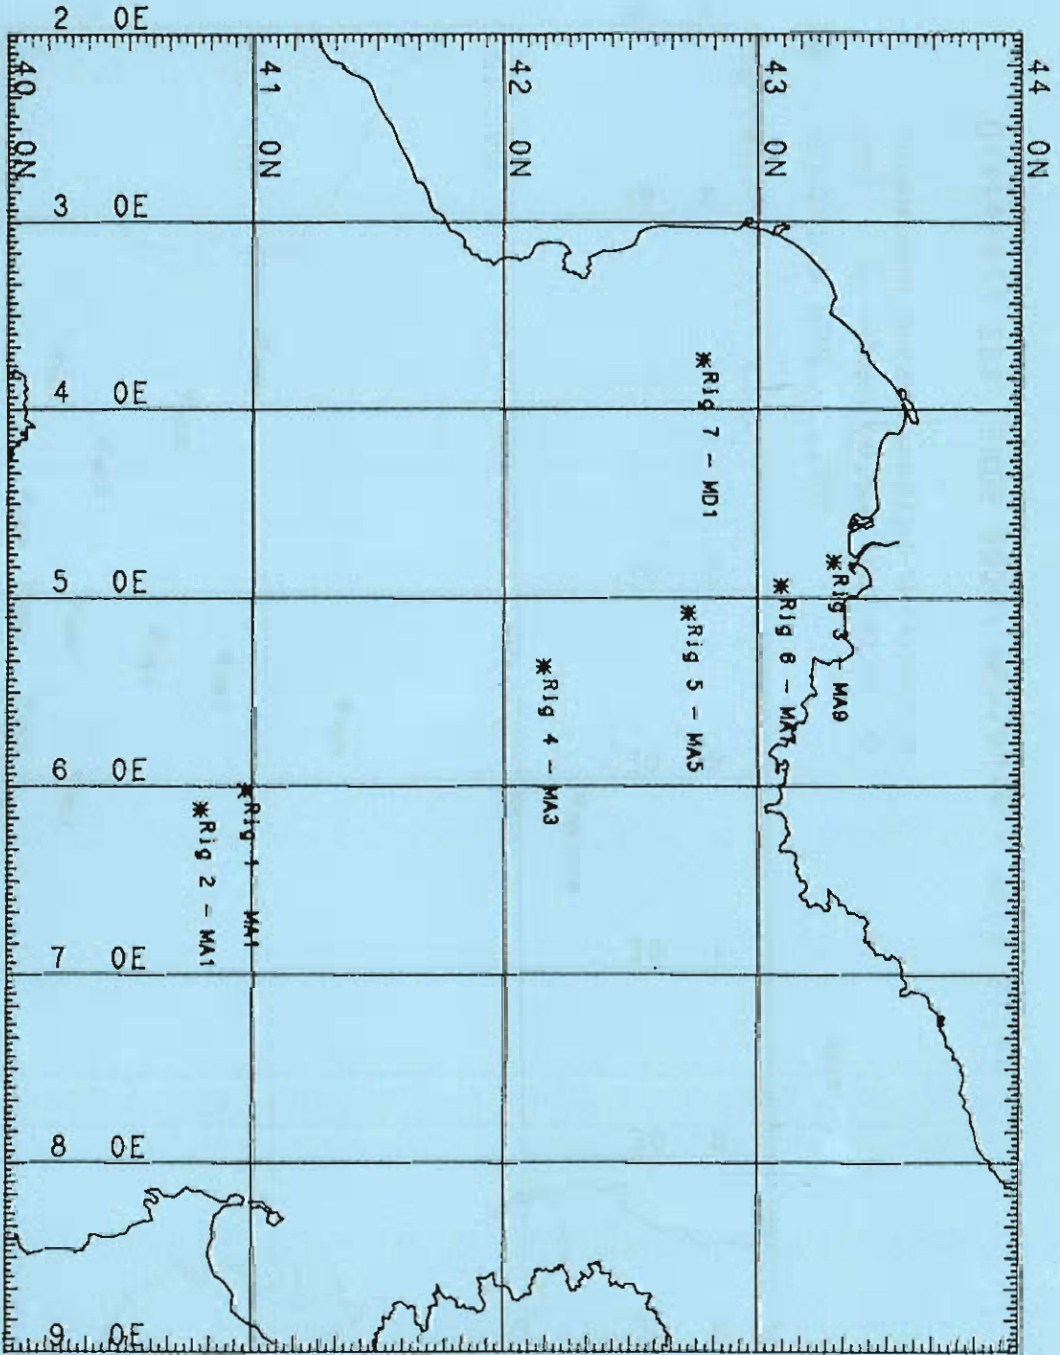 2 0E
3 0E
4 0E
5 0E
6 0E
7 0E
8 0E
9 0E
44 0N
43 0N
42 0N
41 0N
40 0N
*Rig 7 - MD1
*Rig 3 - MA9
*Rig 6 - MA7
*Rig 5 - MA5
*Rig 4 - MA3
*Rig 1 - MA1
*Rig 2 - MA1